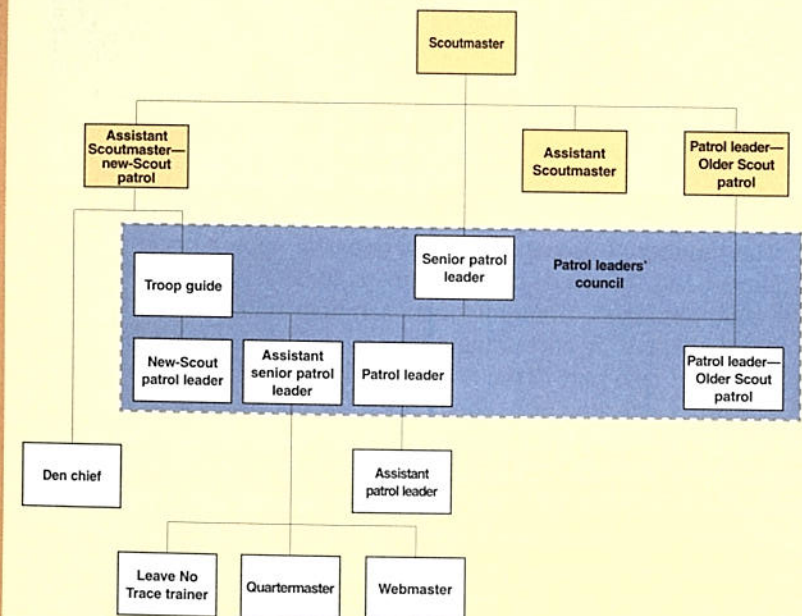 Scoutmaster
Assistant
Scoutmaster—
new-Scout
patrol
Assistant
Scoutmaster
Patrol leader—
Older Scout
patrol
Troop guide
Senior patrol
leader
Patrol leaders'
council
New-Scout
patrol leader
Assistant
senior patrol
leader
Patrol leader
Patrol leader—
Older Scout
patrol
Den chief
Assistant
patrol leader
Leave No
Trace trainer
Quartermaster
Webmaster